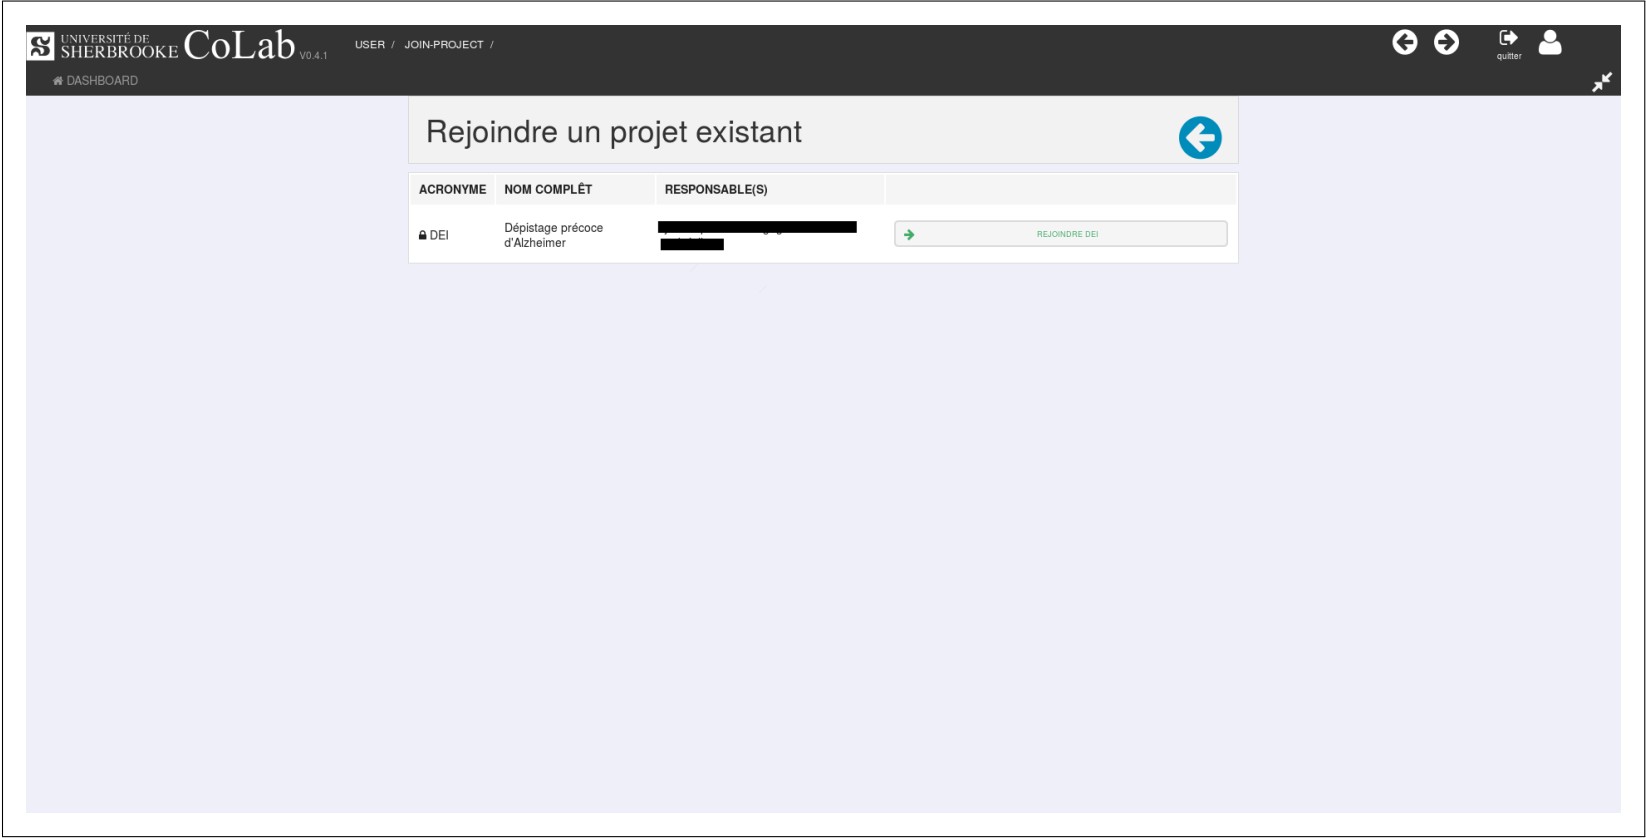 UNIVERSITÉ DE
SHERBROOKE CoLab V0.4.1
USER / JOIN-PROJECT /
quitter
DASHBOARD
Rejoindre un projet existant
ACRONYME NOM COMPLÊT RESPONSABLE(S)
DEI
Dépistage précoce
d'Alzheimer
REJOINDRE DEI